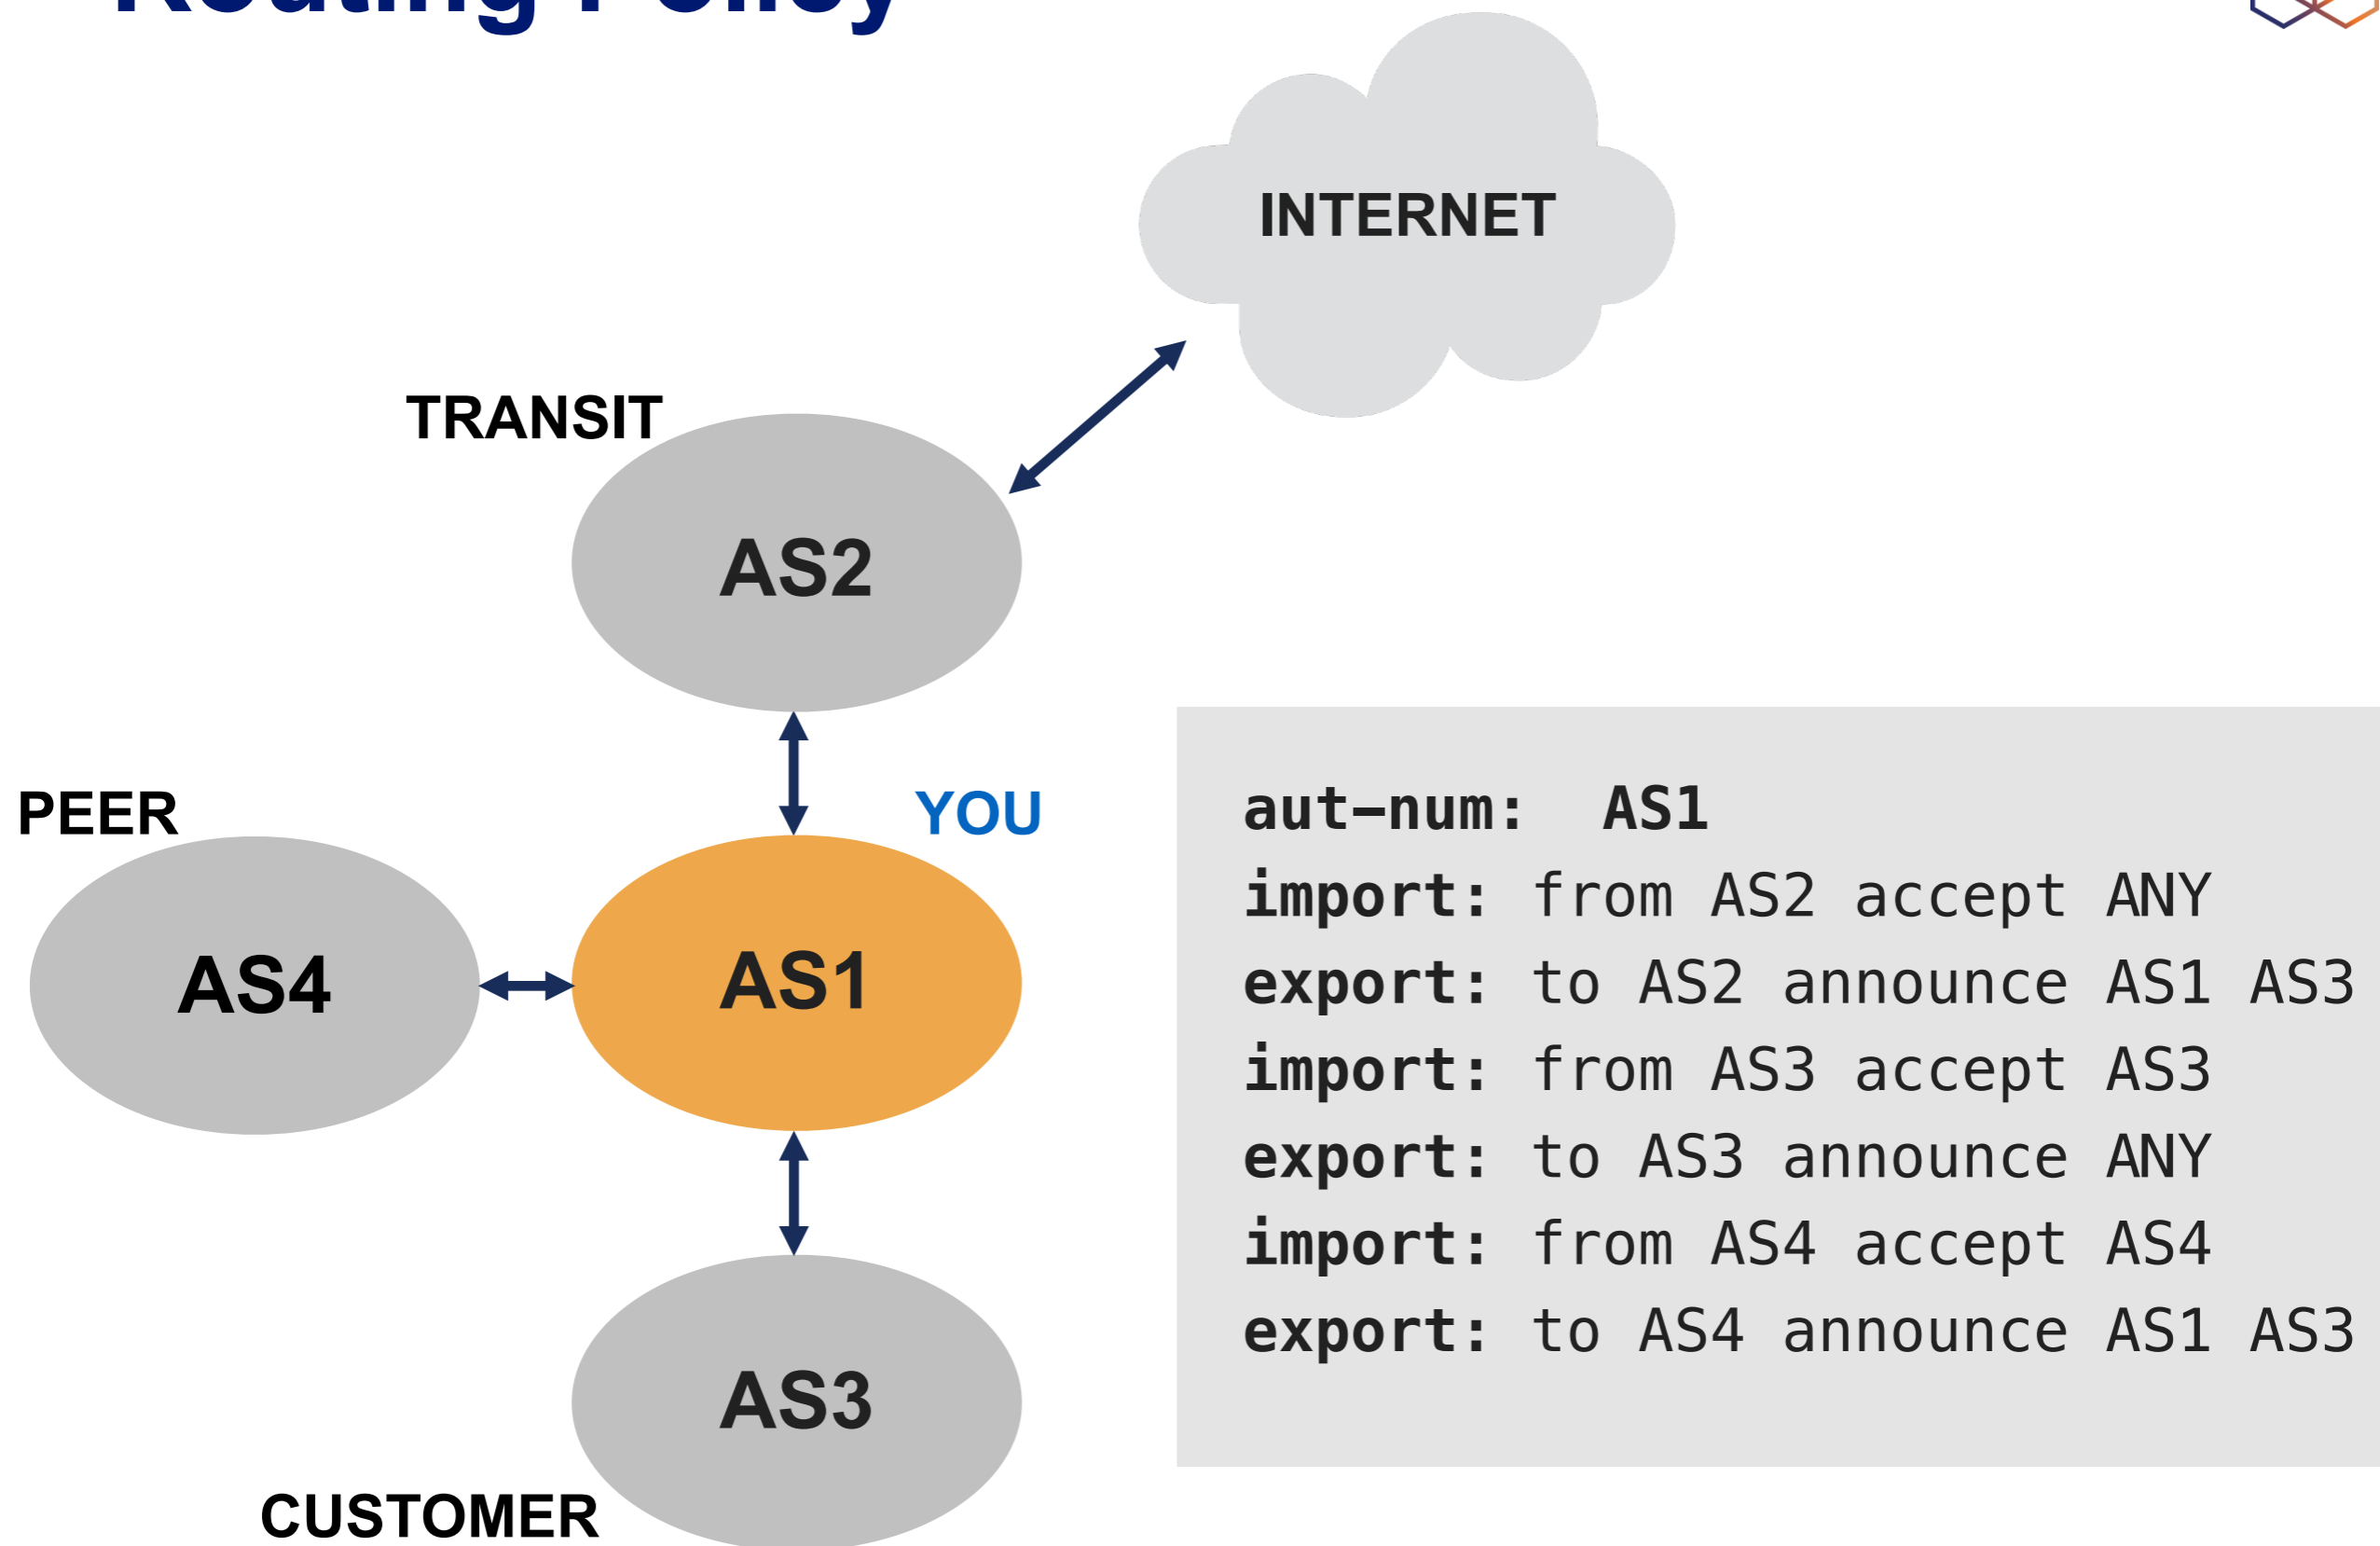 Routing Policy
INTERNET
TRANSIT
AS2
PEER
YOU
AS4
AS1
AS3
CUSTOMER
aut-num: AS1
import: from AS2 accept ANY
export: to AS2 announce AS1 AS3
import: from AS3 accept AS3
export: to AS3 announce ANY
import: from AS4 accept AS4
export: to AS4 announce AS1 AS3